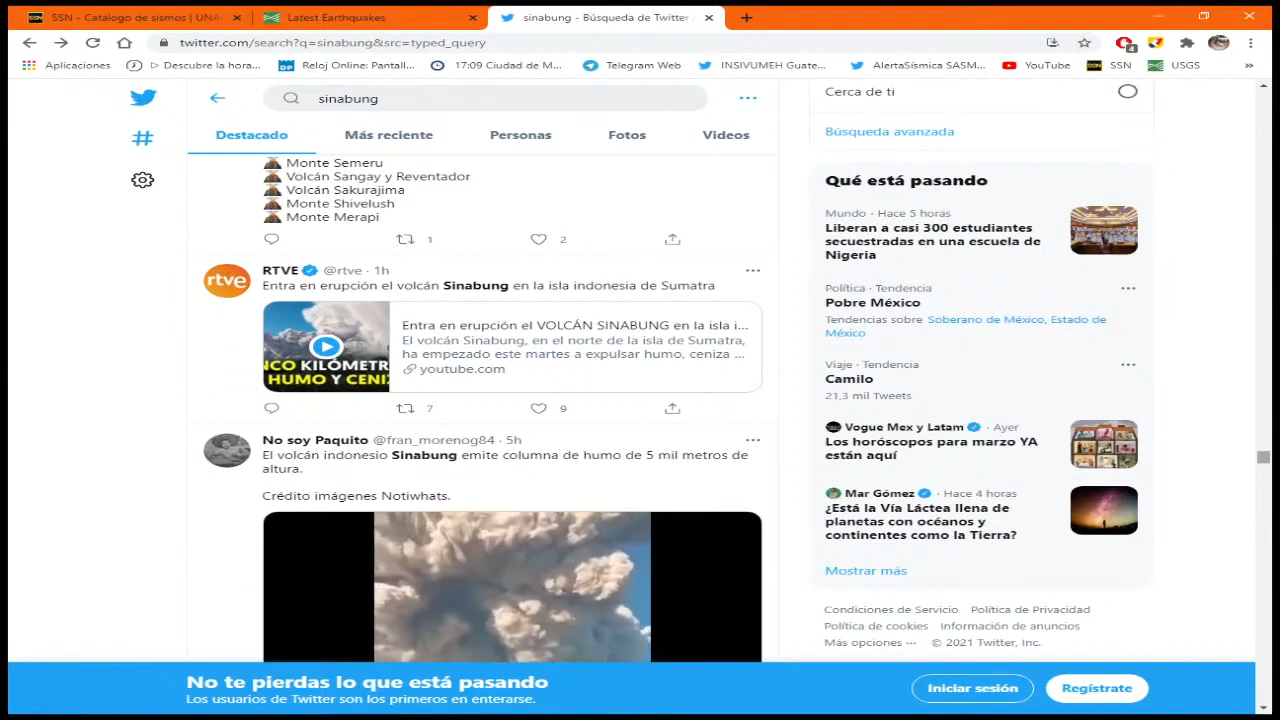 SSN - Catálogo de sismos | UNA
Latest Earthquakes
sinabung - Búsqueda de Twitter
twitter.com/search?q=sinabung&src=typed_query
4
Aplicaciones
Descubre la hora...
Reloj Online: Pantall...
17:09 Ciudad de M...
Telegram Web
INSIVUMEH Guate...
AlertaSísmica SASM...
YouTube
SSN
USGS
»
sinabung
Destacado
Más reciente
Personas
Fotos
Videos
Monte Semeru
Volcán Sangay y Reventador
Volcán Sakurajima
Monte Shivelush
Monte Merapi
1
2
rtve
RTVE @rtve · 1h
Entra en erupción el volcán Sinabung en la isla indonesia de Sumatra
NCO KILÓMETR
HUMO Y CENI
Entra en erupción el VOLCÁN SINABUNG en la isla i...
El volcán Sinabung, en el norte de la isla de Sumatra,
ha empezado este martes a expulsar humo, ceniza ...
youtube.com
7
9
No soy Paquito @fran_morenog84 · 5h
El volcán indonesio Sinabung emite columna de humo de 5 mil metros de
altura.
Crédito imágenes Notiwhats.
Cerca de ti
Búsqueda avanzada
Qué está pasando
Mundo · Hace 5 horas
Liberan a casi 300 estudiantes
secuestradas en una escuela de
Nigeria
Política · Tendencia
Pobre México
Tendencias sobre Soberano de México, Estado de
México
Viaje · Tendencia
Camilo
21,3 mil Tweets
Vogue Mex y Latam · Ayer
Los horóscopos para marzo YA
están aquí
Mar Gómez · Hace 4 horas
¿Está la Vía Láctea llena de
planetas con océanos y
continentes como la Tierra?
Mostrar más
Condiciones de Servicio Política de Privacidad
Política de cookies Información de anuncios
Más opciones ··· © 2021 Twitter, Inc.
No te pierdas lo que está pasando
Los usuarios de Twitter son los primeros en enterarse.
Iniciar sesión
Regístrate